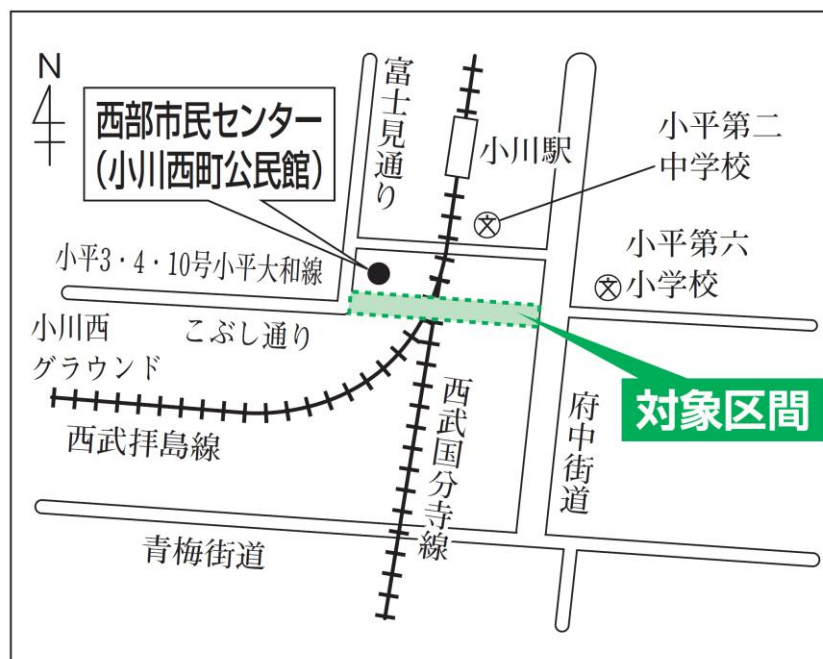 N
西部市民センター
(小川西町公民館)
富士見通り
小川駅
小平第二
中学校
小平3・4・10号小平大和線
小平第六
小学校
文
文
小川西
グラウンド
こぶし通り
対象区間
西武拝島線
西武国分寺線
府中街道
青梅街道